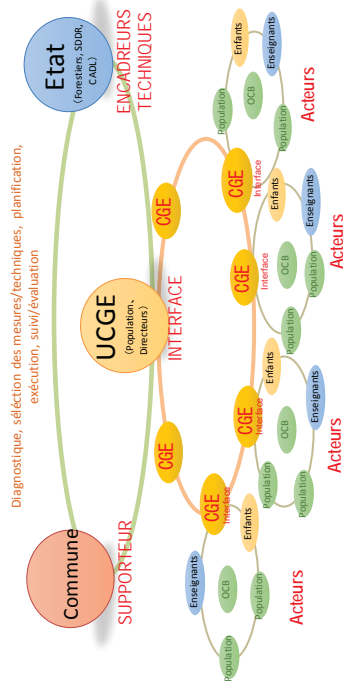 Diagnostique, séléction des mesures/techniques, planification,
exécution, suivi/évaluation
Commune
SUPPORTEUR
UCGE
(Population、
Directeurs)
INTERFACE
Etat
(Forestiers, SDDR,
CADL)
ENCADREURS
TECHNIQUES
CGE
CGE
CGE
Interface
CGE
Interface
CGE
Interface
CGE
Interface
Enseignants
Enfants
OCB
Population
Population
Acteurs
Enfants
Population
OCB
Enseignants
Population
Acteurs
Enfants
Enseignants
OCB
Population
Population
Acteurs
Enfants
Population
OCB
Enseignants
Population
Acteurs